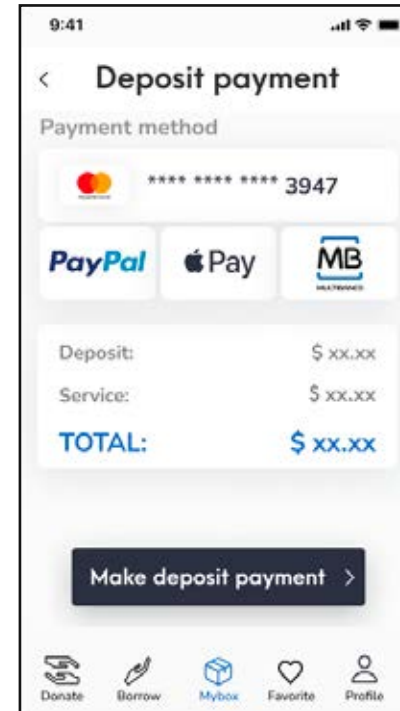 9:41
Deposit payment
Payment method
**** **** **** 3947
PayPal Pay MB
MULTIBANCO
Deposit: $ xx.xx
Service: $ xx.xx
TOTAL: $ xx.xx
Make deposit payment
Donate Borrow Mybox Favorite Profile